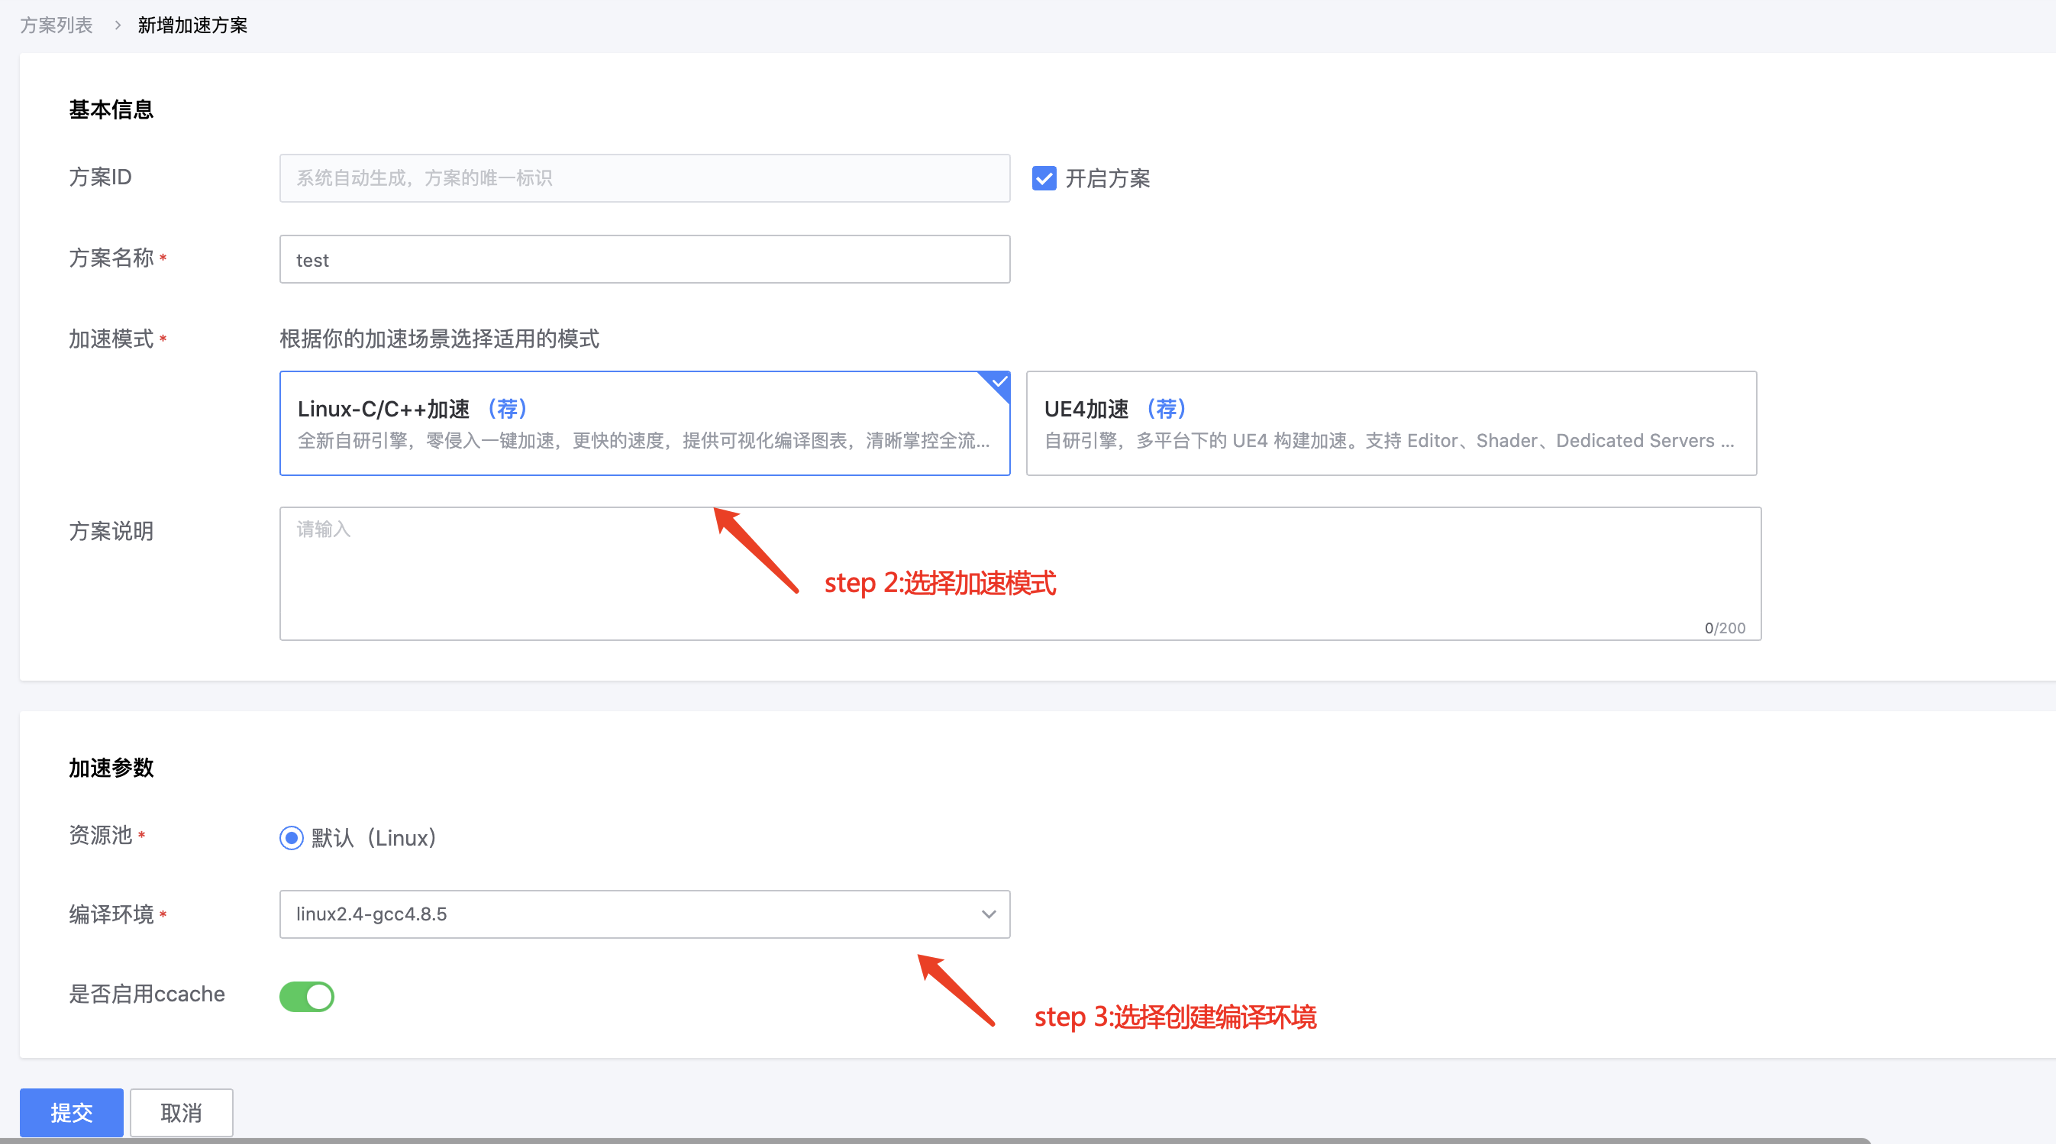 方案列表 > 新增加速方案
基本信息
方案ID 系统自动生成，方案的唯一标识 开启方案
方案名称* test
加速模式* 根据你的加速场景选择适用的模式
Linux-C/C++加速 （荐）
全新自研引擎，零侵入一键加速，更快的速度，提供可视化编译图表，清晰掌控全流...
UE4加速 （荐）
自研引擎，多平台下的 UE4 构建加速。支持 Editor、Shader、Dedicated Servers ...
方案说明 请输入
step 2:选择加速模式
0/200
加速参数
资源池* 默认（Linux）
编译环境* linux2.4-gcc4.8.5
是否启用ccache
step 3:选择创建编译环境
提交 取消